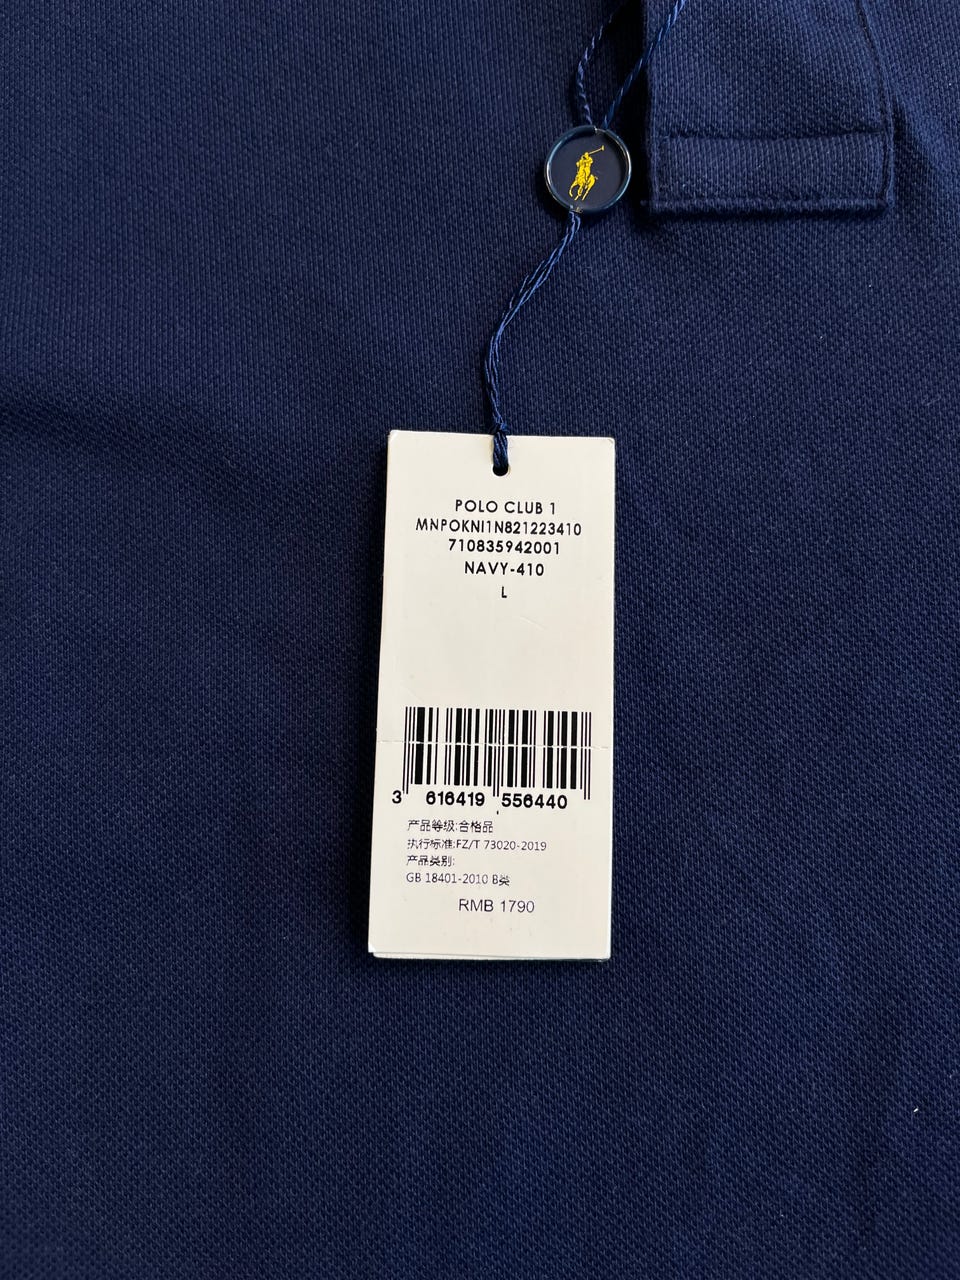 POLO CLUB 1
MNPOKNI1N821223410
710835942001
NAVY-410
L
3 616419 556440
产品等级:合格品
执行标准:FZ/T 73020-2019
产品类别:
GB 18401-2010 B类
RMB 1790